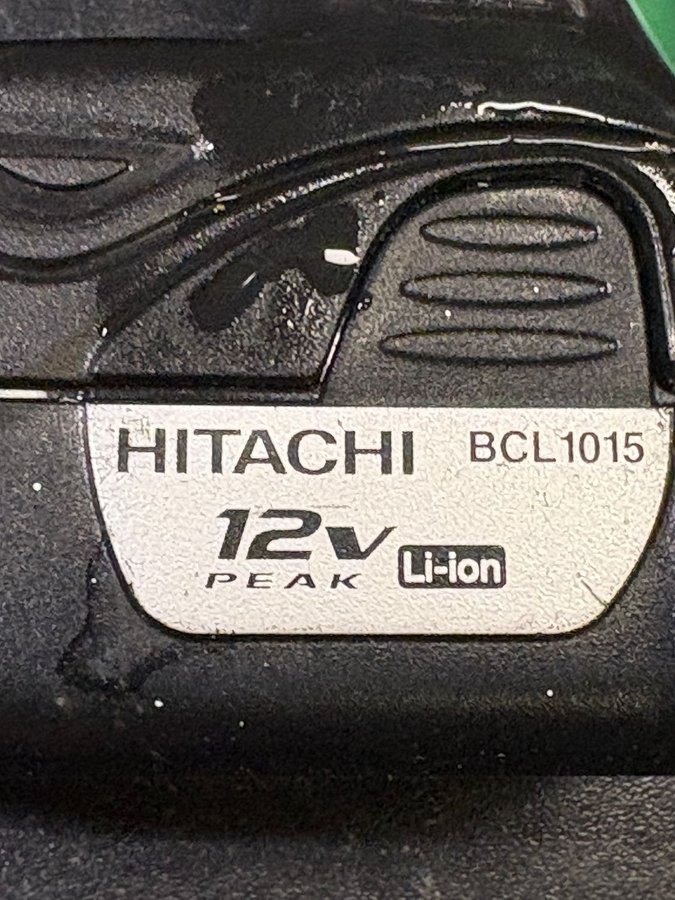 HITACHI BCL1015
12v
PEAK Li-ion